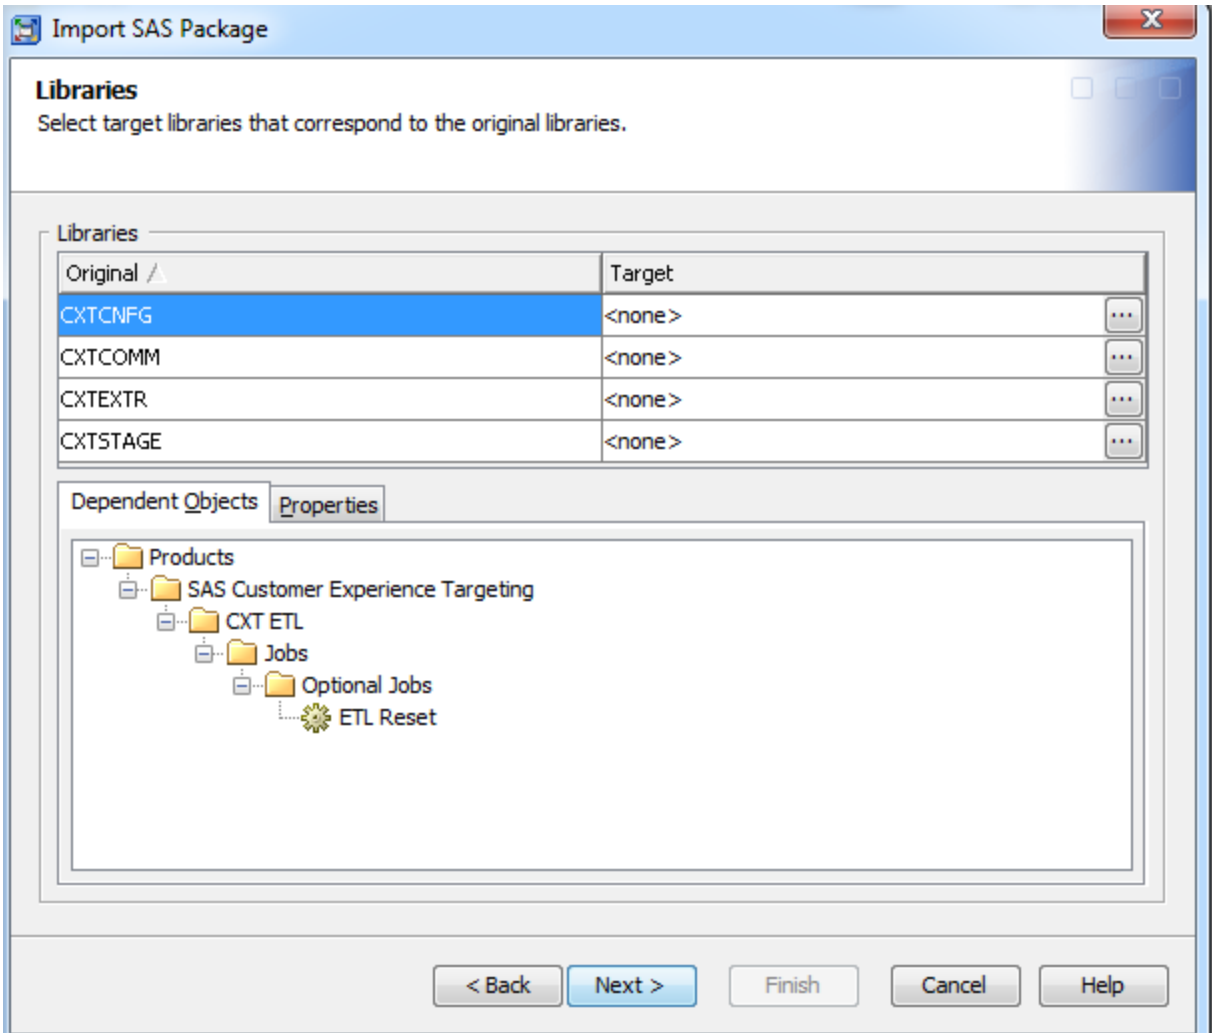 Import SAS Package
Libraries
Select target libraries that correspond to the original libraries.
Libraries
Original Target
CXTCNFG <none> ...
CXTCOMM <none> ...
CXTEXTR <none> ...
CXTSTAGE <none> ...
Dependent Objects Properties
Products
SAS Customer Experience Targeting
CXT ETL
Jobs
Optional Jobs
ETL Reset
< Back Next > Finish Cancel Help